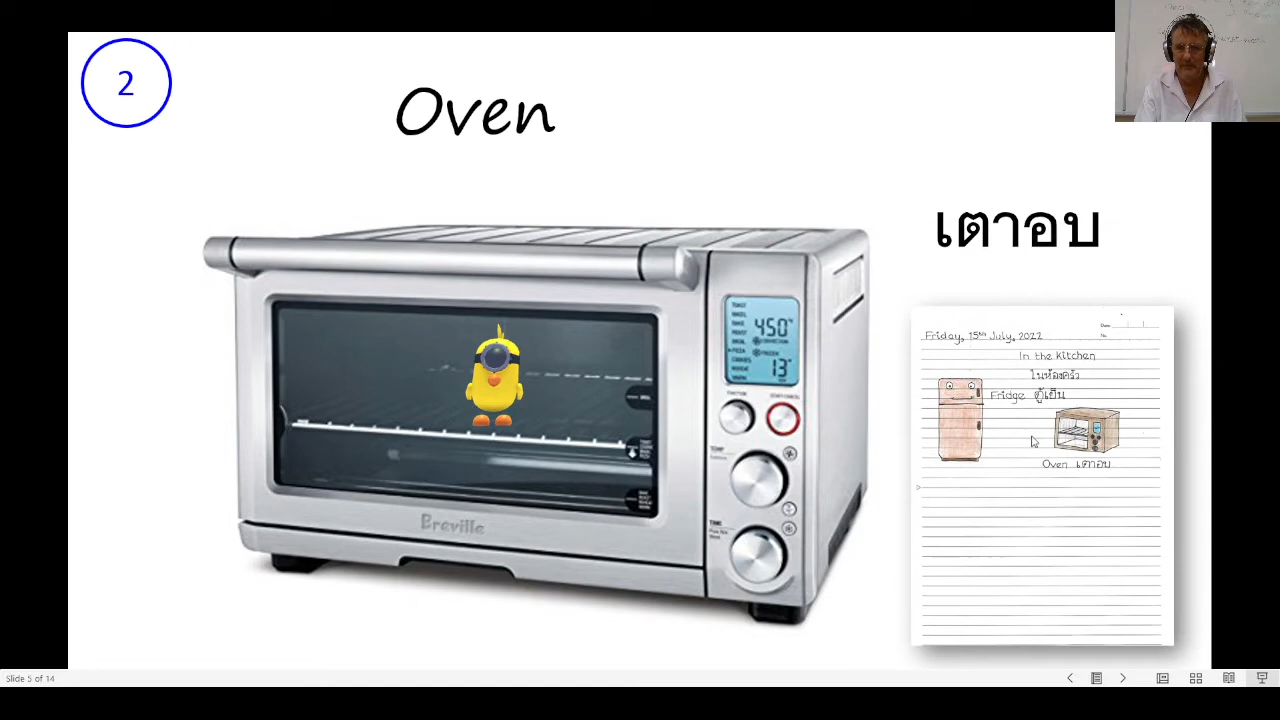 2
Oven
เตาอบ
450
13
Breville
Friday, 15th July, 2022
Date
No.
In the Kitchen
ในห้องครัว
Fridge ตู้เย็น
Oven เตาอบ
Slide 5 of 14